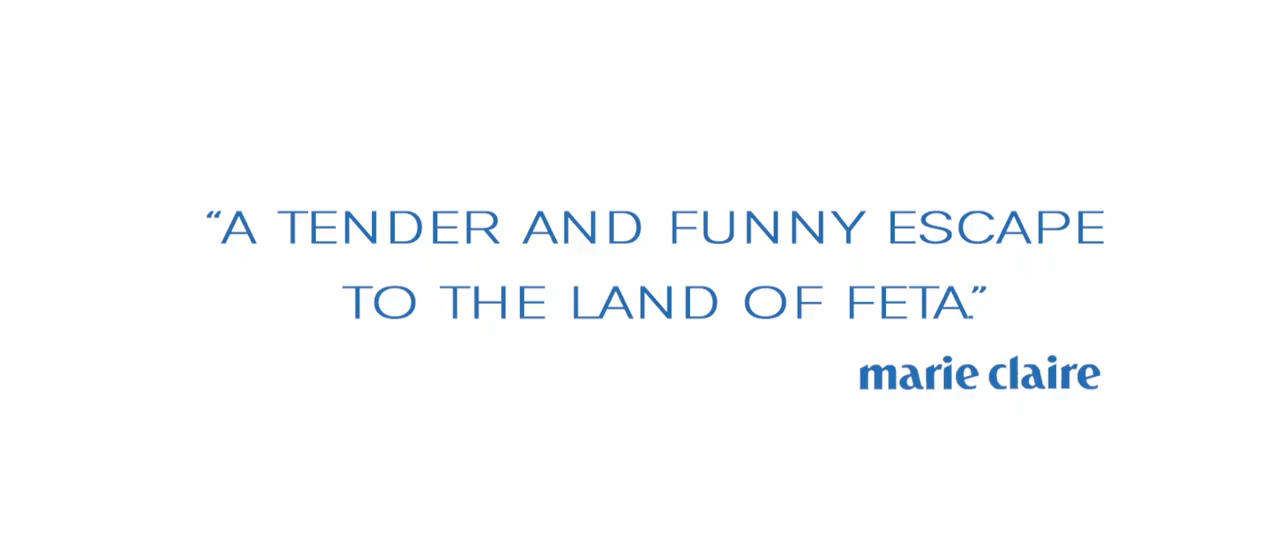 “A TENDER AND FUNNY ESCAPE
TO THE LAND OF FETA.”
marie claire